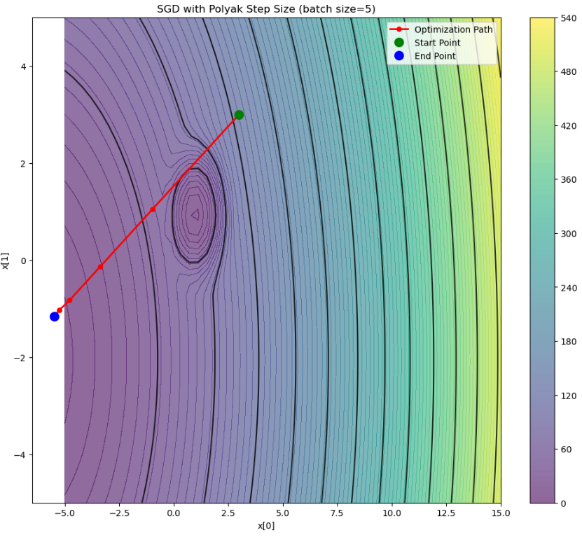 SGD with Polyak Step Size (batch size=5)
Optimization Path
Start Point
End Point
x[1]
4
2
0
−2
−4
−5.0 −2.5 0.0 2.5 5.0 7.5 10.0 12.5 15.0
x[0]
540
480
420
360
300
240
180
120
60
0